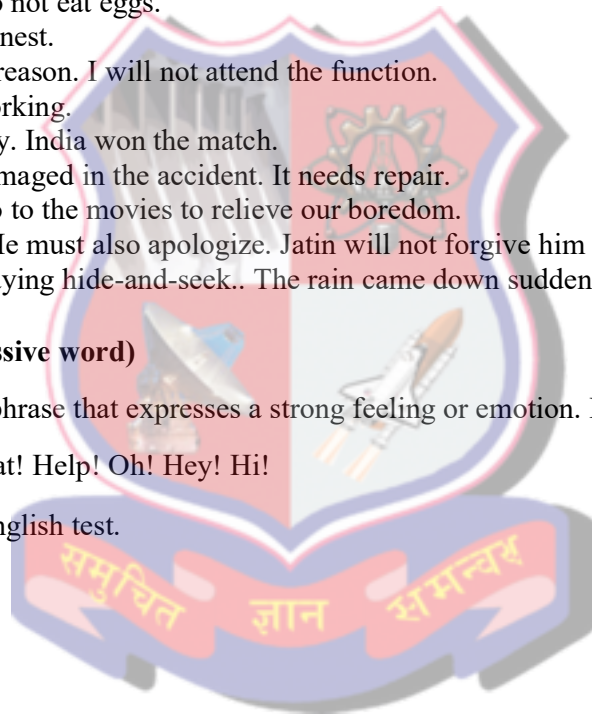 o not eat eggs.
nest.
reason. I will not attend the function.
orking.
y. India won the match.
maged in the accident. It needs repair.
o to the movies to relieve our boredom.
He must also apologize. Jatin will not forgive him
ying hide-and-seek.. The rain came down sudden
ssive word)
phrase that expresses a strong feeling or emotion. I
at! Help! Oh! Hey! Hi!
nglish test.
समुचित ज्ञान समन्वय